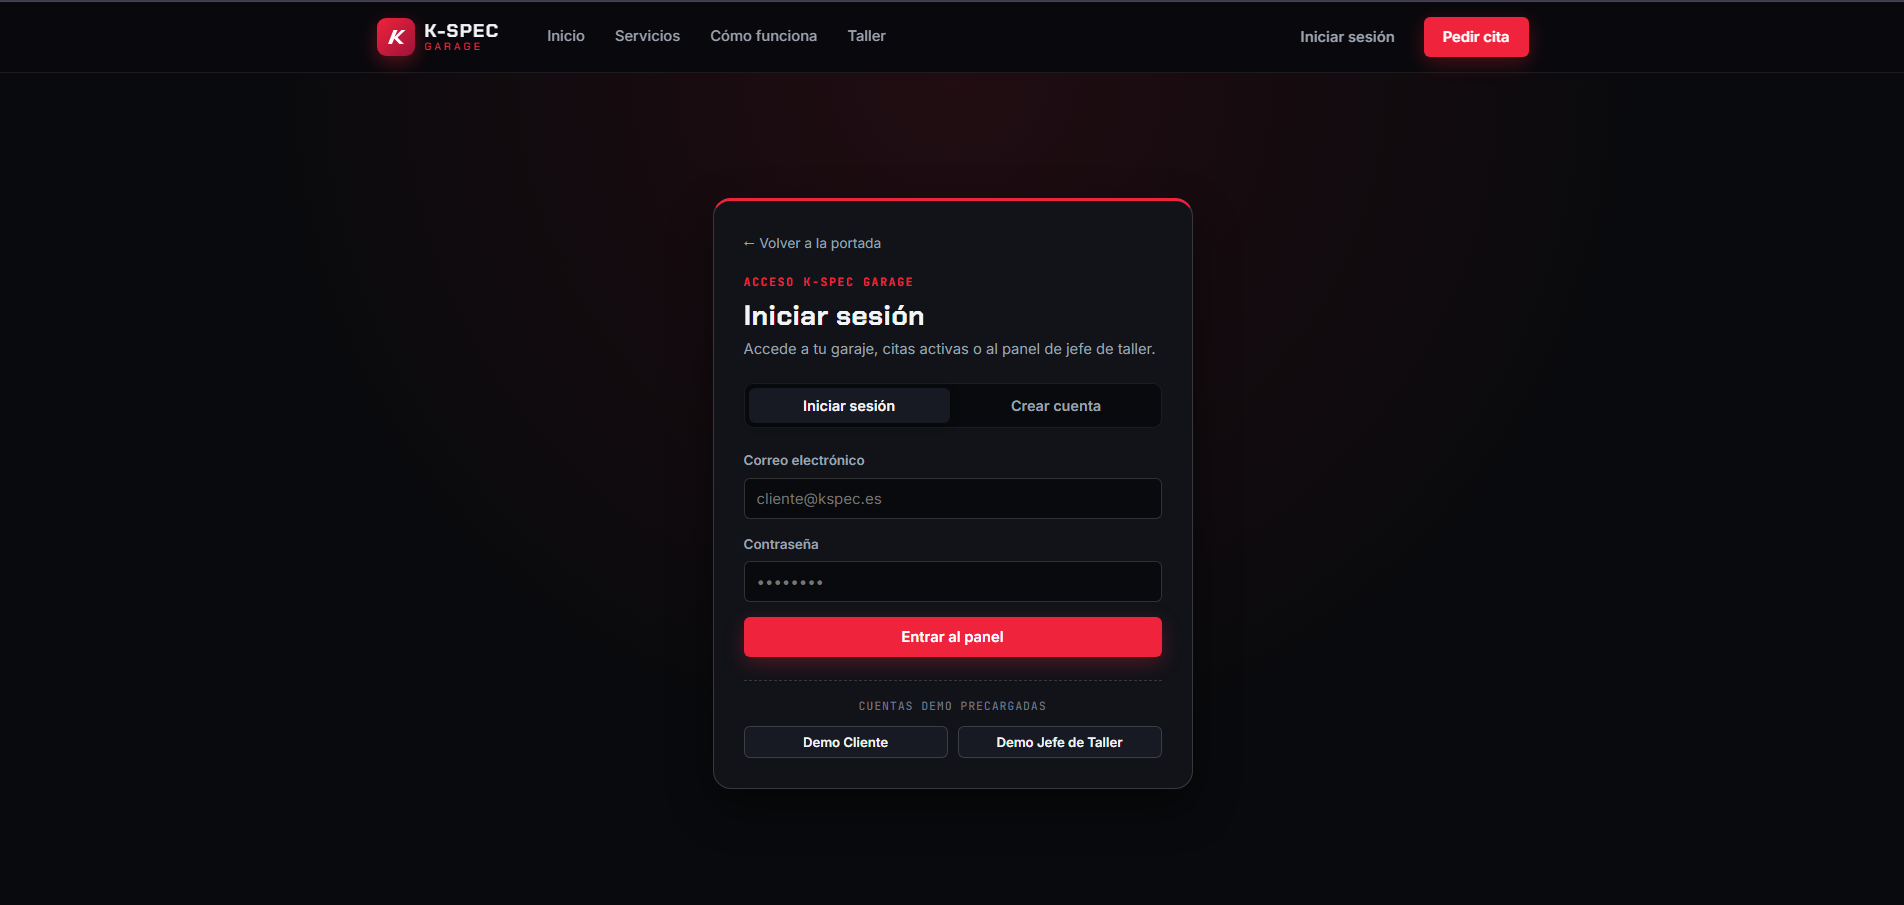 K-SPEC
GARAGE
Inicio
Servicios
Cómo funciona
Taller
Iniciar sesión
Pedir cita
← Volver a la portada
ACCESO K-SPEC GARAGE
Iniciar sesión
Accede a tu garaje, citas activas o al panel de jefe de taller.
Iniciar sesión
Crear cuenta
Correo electrónico
cliente@kspec.es
Contraseña
••••••••
Entrar al panel
CUENTAS DEMO PRECARGADAS
Demo Cliente
Demo Jefe de Taller